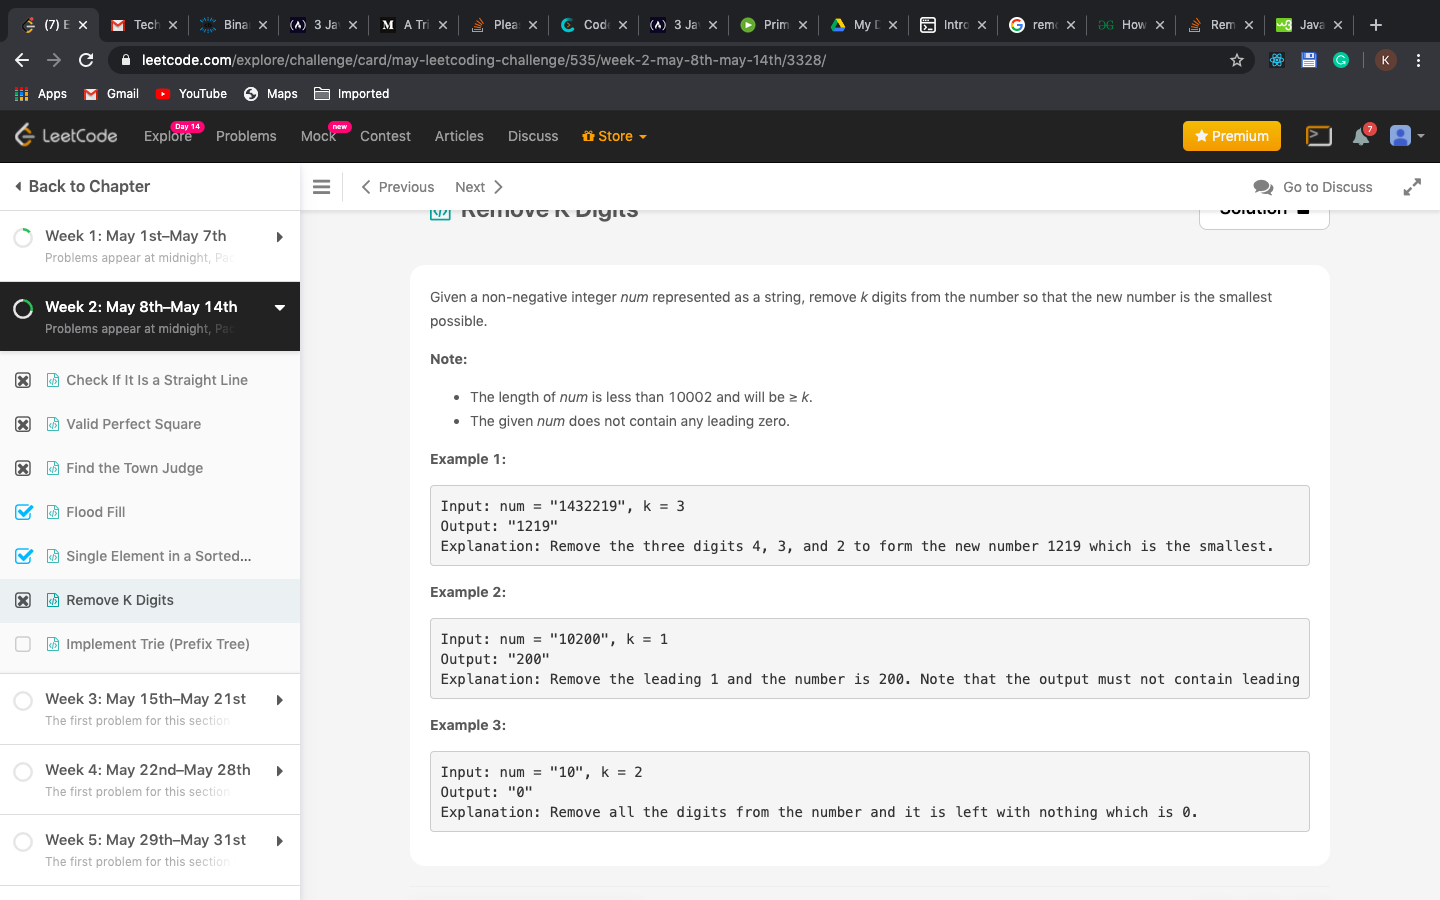 (7) E
Tech
Bina
3 Ja
A Tri
Plea
Code
3 Ja
Prim
My D
Intro
rem
How
Rem
Java
leetcode.com/explore/challenge/card/may-leetcoding-challenge/535/week-2-may-8th-may-14th/3328/
K
Apps
Gmail
YouTube
Maps
Imported
LeetCode
Explore
Day 14
Problems
Mock
new
Contest
Articles
Discuss
Store
Premium
7
Back to Chapter
Previous
Next
Go to Discuss
Week 1: May 1st–May 7th
Problems appear at midnight, Pac
Week 2: May 8th–May 14th
Problems appear at midnight, Pac
Check If It Is a Straight Line
Valid Perfect Square
Find the Town Judge
Flood Fill
Single Element in a Sorted...
Remove K Digits
Implement Trie (Prefix Tree)
Week 3: May 15th–May 21st
The first problem for this section
Week 4: May 22nd–May 28th
The first problem for this section
Week 5: May 29th–May 31st
The first problem for this section
Remove K Digits
Solution
Given a non-negative integer num represented as a string, remove k digits from the number so that the new number is the smallest
possible.
Note:
• The length of num is less than 10002 and will be ≥ k.
• The given num does not contain any leading zero.
Example 1:
Input: num = "1432219", k = 3
Output: "1219"
Explanation: Remove the three digits 4, 3, and 2 to form the new number 1219 which is the smallest.
Example 2:
Input: num = "10200", k = 1
Output: "200"
Explanation: Remove the leading 1 and the number is 200. Note that the output must not contain leading
Example 3:
Input: num = "10", k = 2
Output: "0"
Explanation: Remove all the digits from the number and it is left with nothing which is 0.